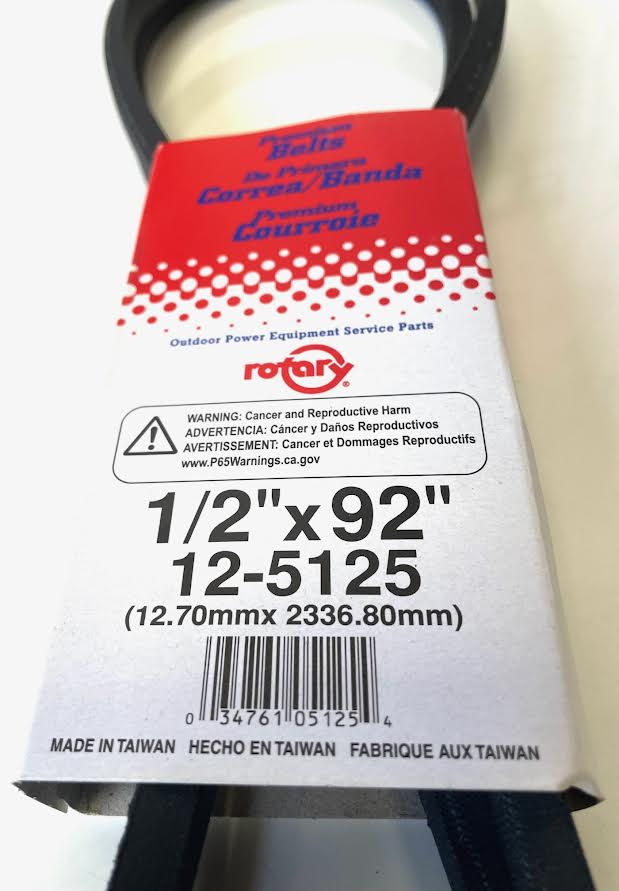 Premium
Belts
De Primera
Correa/Banda
Premium
Courroie
Outdoor Power Equipment Service Parts
rotary®
WARNING: Cancer and Reproductive Harm
ADVERTENCIA: Cáncer y Daños Reproductivos
AVERTISSEMENT: Cancer et Dommages Reproductifs
www.P65Warnings.ca.gov
1/2"x92"
12-5125
(12.70mmx 2336.80mm)
0 34761 05125 4
MADE IN TAIWAN HECHO EN TAIWAN FABRIQUE AUX TAIWAN